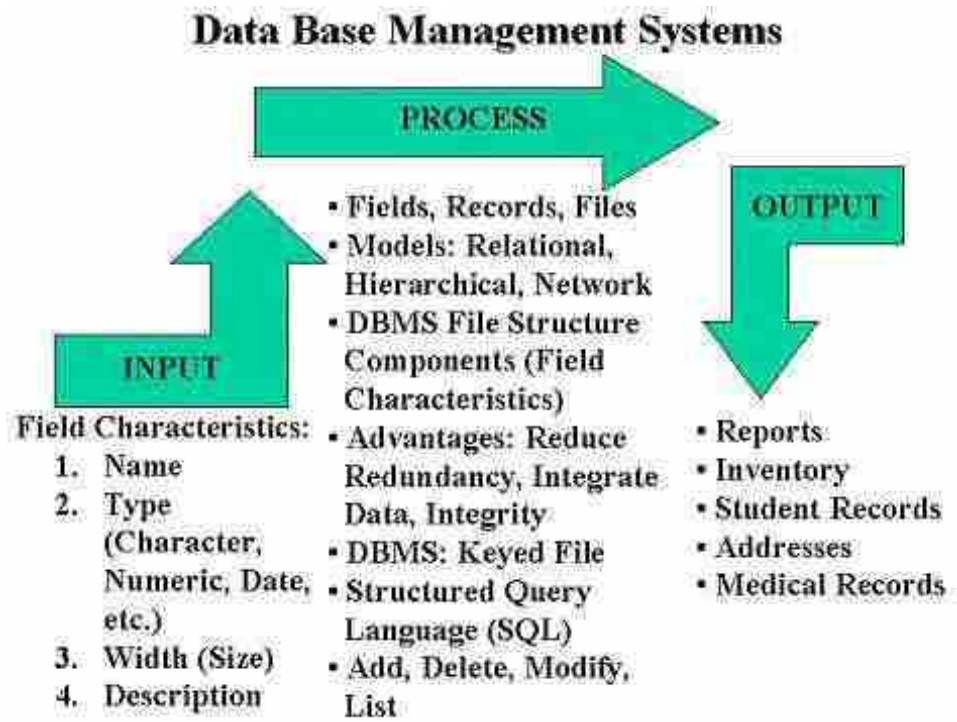 Data Base Management Systems
PROCESS
INPUT
Field Characteristics:
1. Name
2. Type
(Character,
Numeric, Date,
etc.)
3. Width (Size)
4. Description
• Fields, Records, Files
• Models: Relational,
Hierarchical, Network
• DBMS File Structure
Components (Field
Characteristics)
• Advantages: Reduce
Redundancy, Integrate
Data, Integrity
• DBMS: Keyed File
• Structured Query
Language (SQL)
• Add, Delete, Modify,
List
OUTPUT
• Reports
• Inventory
• Student Records
• Addresses
• Medical Records